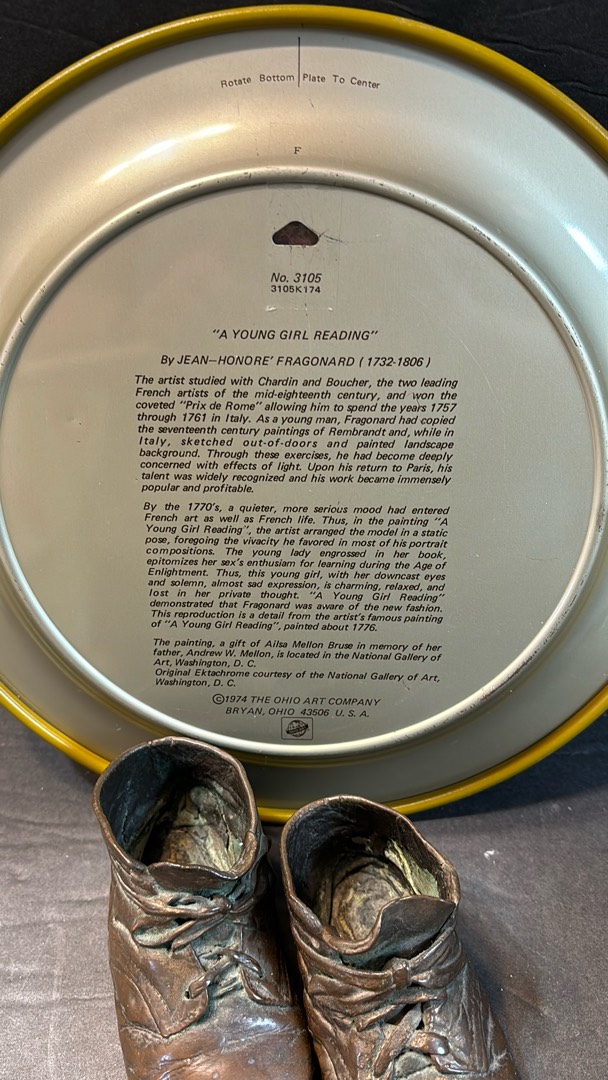 Rotate Bottom Plate To Center
F
No. 3105
3105K174
"A YOUNG GIRL READING"
By JEAN—HONORE' FRAGONARD (1732-1806)
The artist studied with Chardin and Boucher, the two leading
French artists of the mid-eighteenth century, and won the
coveted "Prix de Rome" allowing him to spend the years 1757
through 1761 in Italy. As a young man, Fragonard had copied
the seventeenth century paintings of Rembrandt and, while in
Italy, sketched out-of-doors and painted landscape
background. Through these exercises, he had become deeply
concerned with effects of light. Upon his return to Paris, his
talent was widely recognized and his work became immensely
popular and profitable.
By the 1770's, a quieter, more serious mood had entered
French art as well as French life. Thus, in the painting "A
Young Girl Reading", the artist arranged the model in a static
pose, foregoing the vivacity he favored in most of his portrait
compositions. The young lady engrossed in her book,
epitomizes her sex's enthusiam for learning during the Age of
Enlightment. Thus, this young girl, with her downcast eyes
and solemn, almost sad expression, is charming, relaxed, and
lost in her private thought. "A Young Girl Reading"
demonstrated that Fragonard was aware of the new fashion.
This reproduction is a detail from the artist's famous painting
of "A Young Girl Reading", painted about 1776.
The painting, a gift of Ailsa Mellon Bruse in memory of her
father, Andrew W. Mellon, is located in the National Gallery of
Art, Washington, D. C.
Original Ektachrome courtesy of the National Gallery of Art,
Washington, D. C.
©1974 THE OHIO ART COMPANY
BRYAN, OHIO 43506 U. S. A.